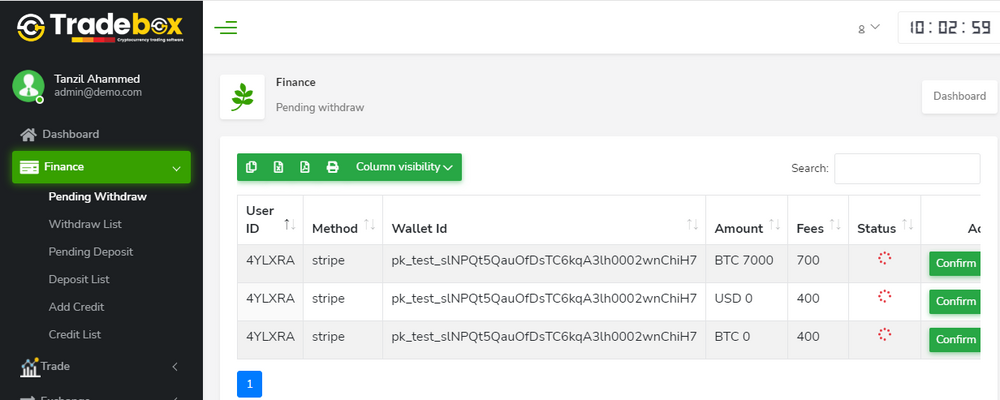 Tradebox
Cryptocurrency trading software
g
10:02:59
Tanzil Ahammed
admin@demo.com
Finance
Pending withdraw
Dashboard
Dashboard
Finance
Pending Withdraw
Withdraw List
Pending Deposit
Deposit List
Add Credit
Credit List
Trade
Column visibility
Search:
User ID Method Wallet Id Amount Fees Status
4YLXRA stripe pk_test_slNPQt5QauOfDsTC6kqA3lh0002wnChiH7 BTC 7000 700 Confirm
4YLXRA stripe pk_test_slNPQt5QauOfDsTC6kqA3lh0002wnChiH7 USD 0 400 Confirm
4YLXRA stripe pk_test_slNPQt5QauOfDsTC6kqA3lh0002wnChiH7 BTC 0 400 Confirm
1